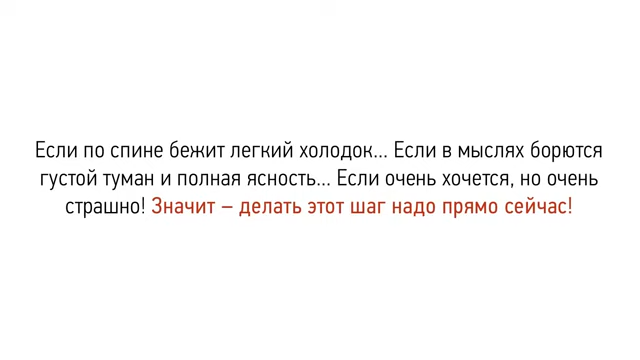 Если по спине бежит легкий холодок... Если в мыслях борются
густой туман и полная ясность... Если очень хочется, но очень
страшно! Значит – делать этот шаг надо прямо сейчас!